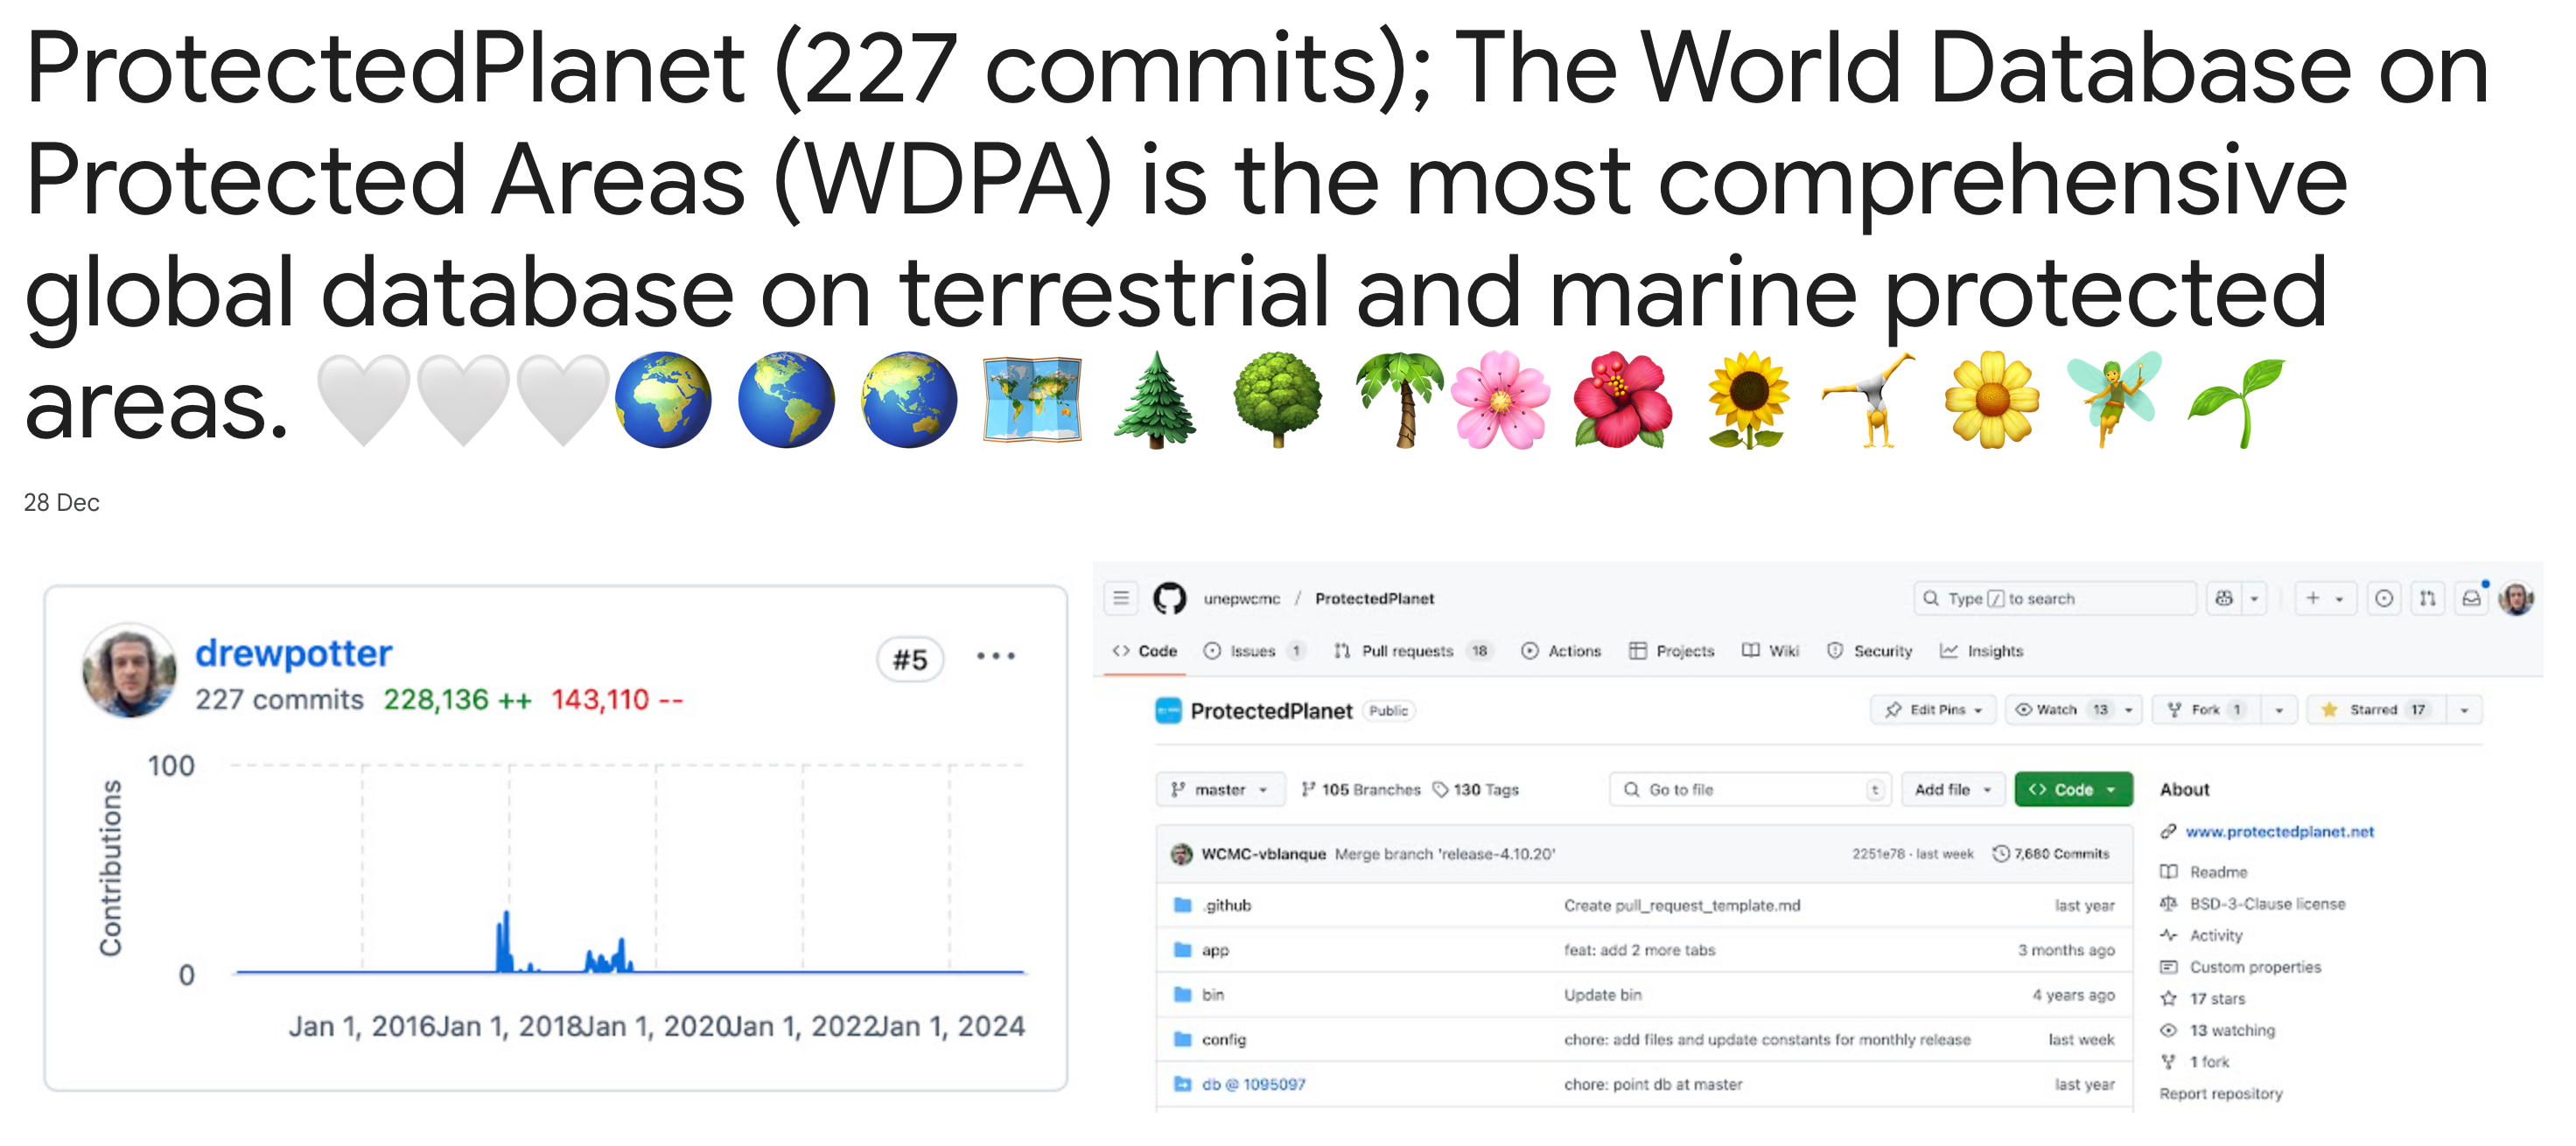 ProtectedPlanet (227 commits); The World Database on
Protected Areas (WDPA) is the most comprehensive
global database on terrestrial and marine protected
areas. 🤍🤍🤍🌍🌎🌏🗺️🌲🌳🌴🌸🌺🌻🤸🌼🧚🌱
28 Dec
drewpotter
#5
227 commits 228,136 ++ 143,110 --
Contributions
100
0
Jan 1, 2016 Jan 1, 2018 Jan 1, 2020 Jan 1, 2022 Jan 1, 2024
unepwcmc / ProtectedPlanet
Type / to search
Code Issues 1 Pull requests 18 Actions Projects Wiki Security Insights
ProtectedPlanet Public
Edit Pins Watch 13 Fork 1 Starred 17
master 105 Branches 130 Tags Go to file t Add file Code
WCMC-vblanque Merge branch 'release-4.10.20' 2251e78 · last week 7,680 Commits
.github Create pull_request_template.md last year
app feat: add 2 more tabs 3 months ago
bin Update bin 4 years ago
config chore: add files and update constants for monthly release last week
db @ 1095097 chore: point db at master last year
About
www.protectedplanet.net
Readme
BSD-3-Clause license
Activity
Custom properties
17 stars
13 watching
1 fork
Report repository